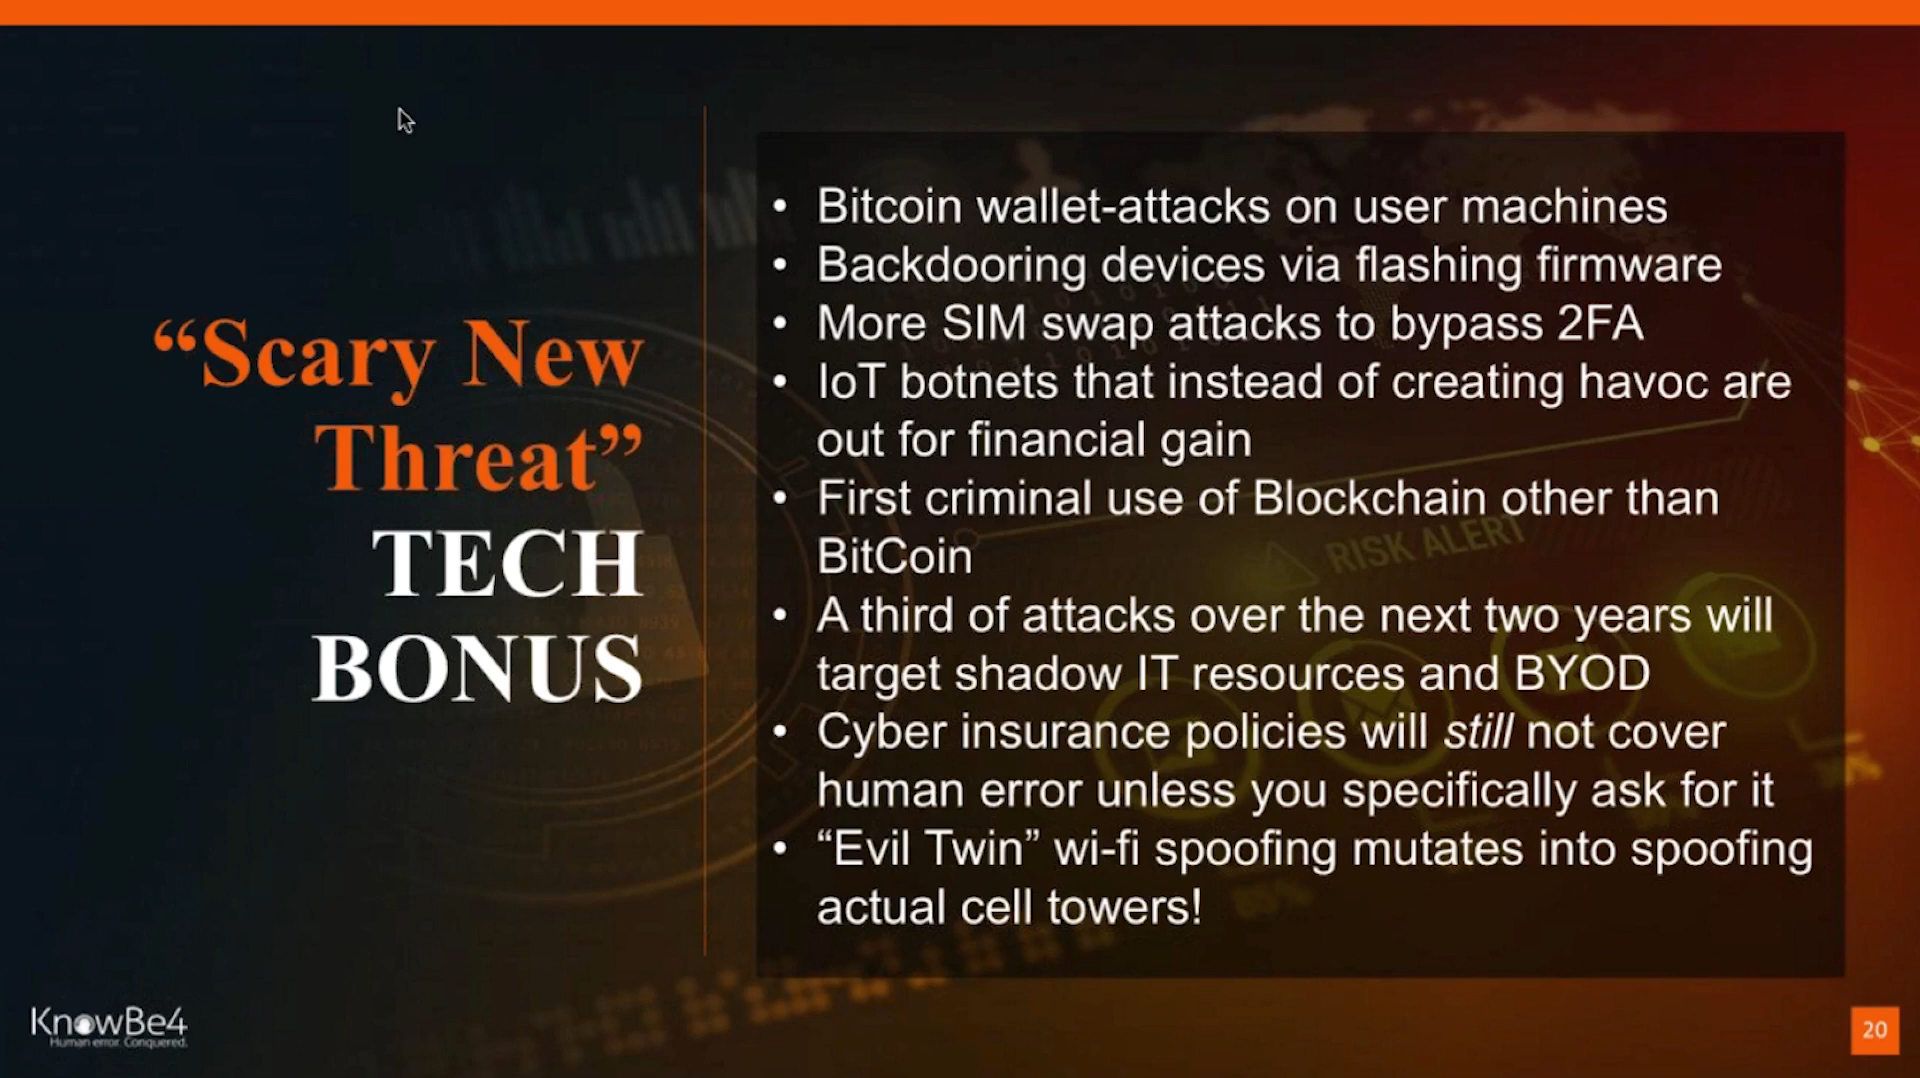 “Scary New
Threat”
TECH
BONUS
• Bitcoin wallet-attacks on user machines
• Backdooring devices via flashing firmware
• More SIM swap attacks to bypass 2FA
• IoT botnets that instead of creating havoc are
out for financial gain
• First criminal use of Blockchain other than
BitCoin
• A third of attacks over the next two years will
target shadow IT resources and BYOD
• Cyber insurance policies will still not cover
human error unless you specifically ask for it
• “Evil Twin” wi-fi spoofing mutates into spoofing
actual cell towers!
RISK ALERT
KnowBe4
Human error. Conquered.
20